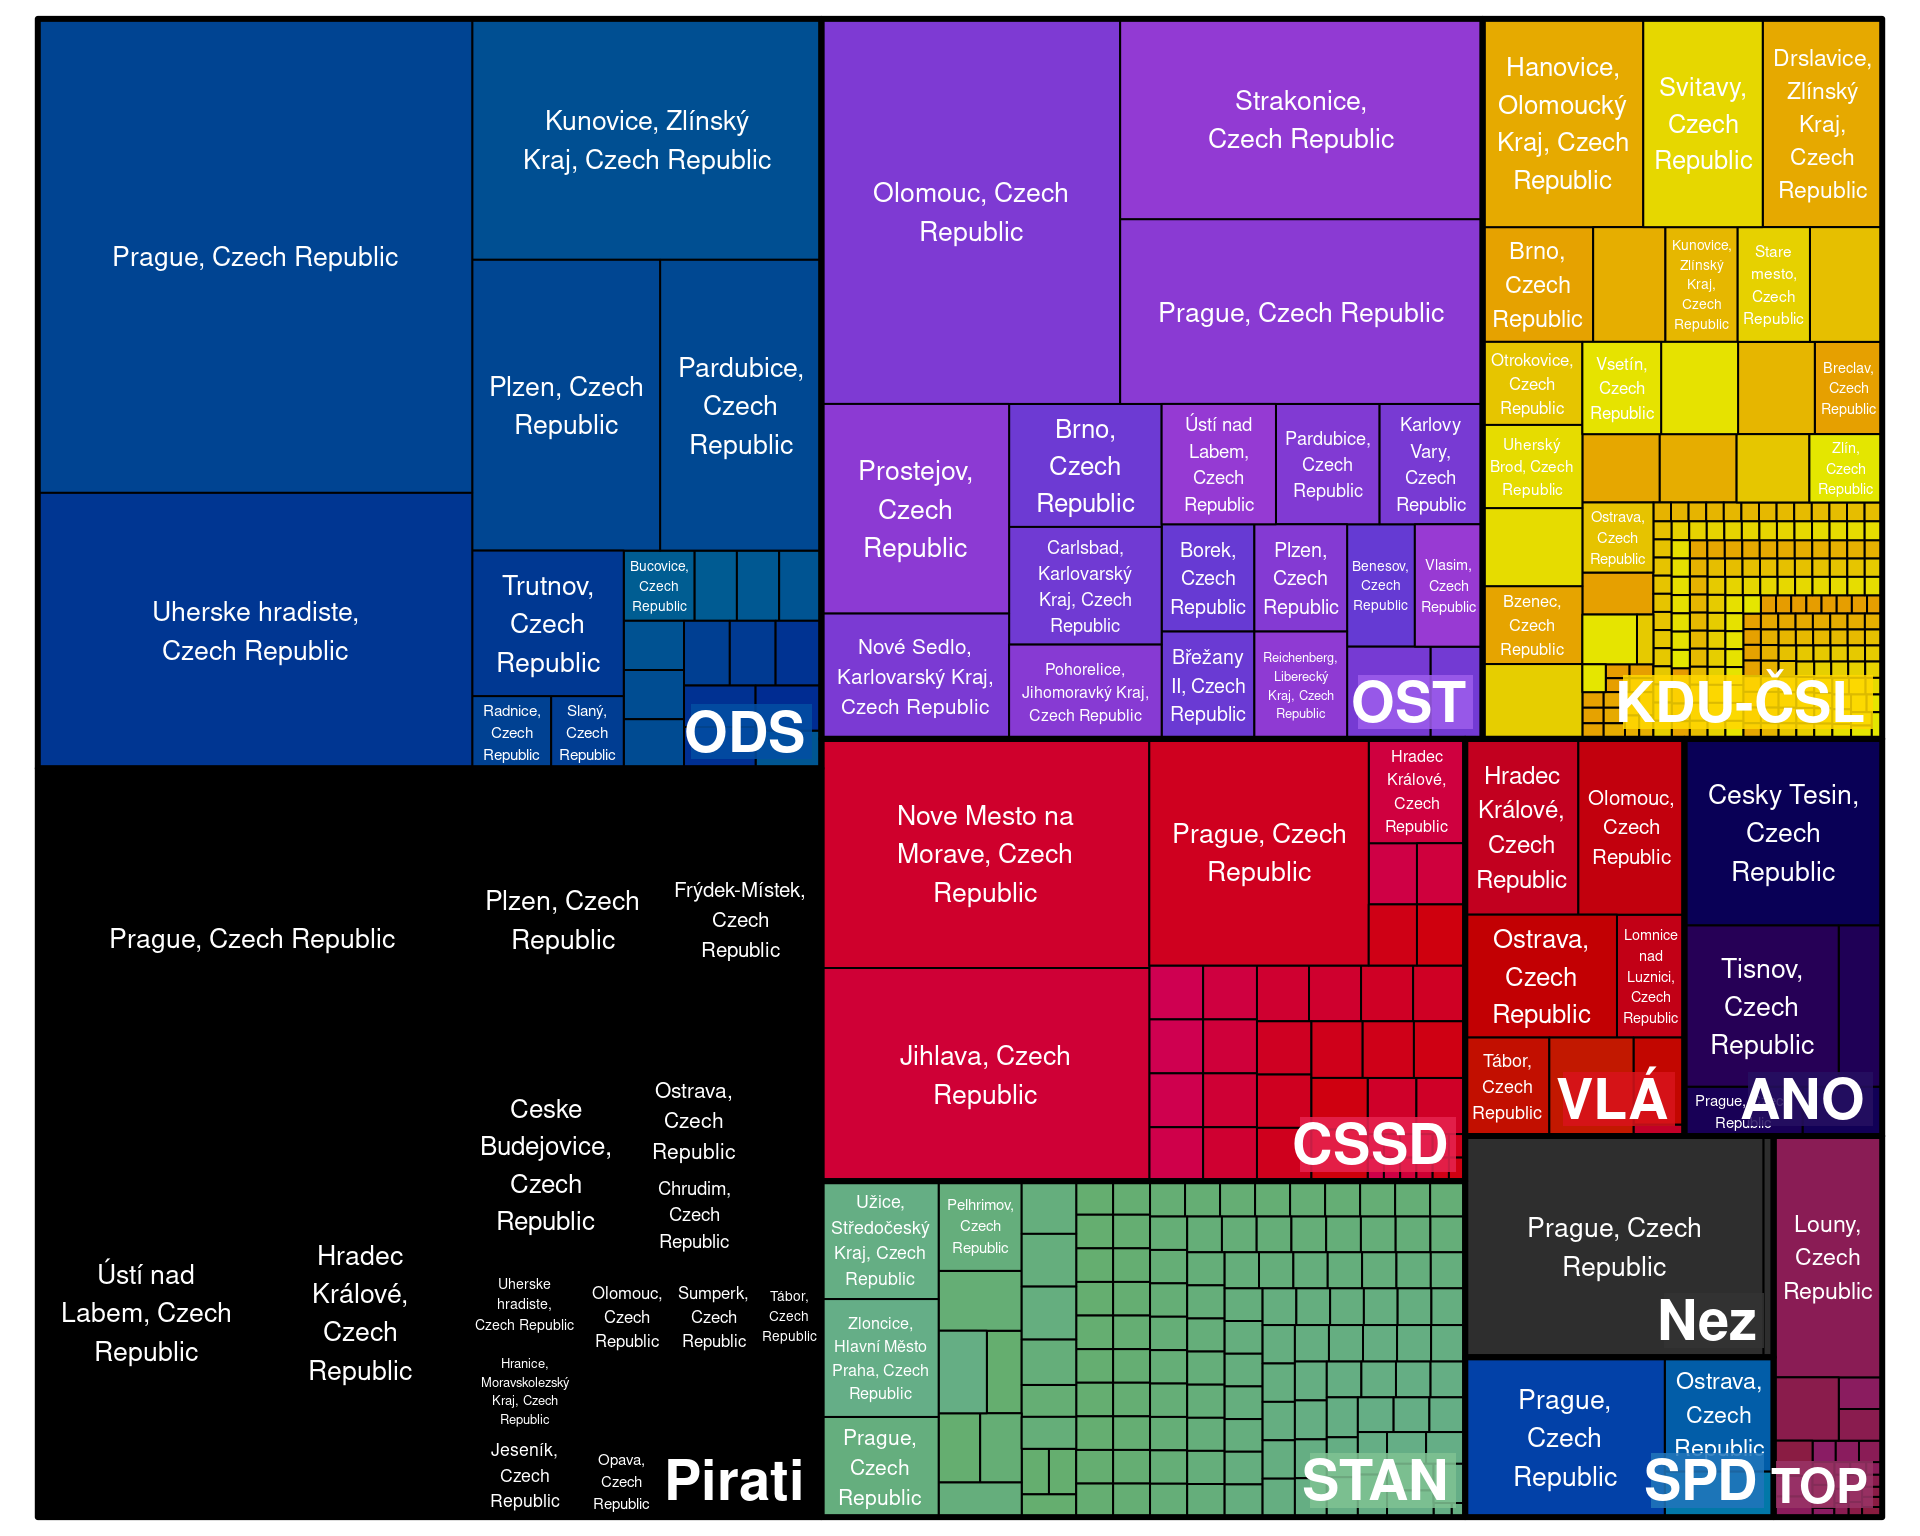 Prague, Czech Republic
Kunovice, Zlínský
Kraj, Czech Republic
Plzen, Czech
Republic
Pardubice,
Czech
Republic
Uherske hradiste,
Czech Republic
Trutnov,
Czech
Republic
Bucovice,
Czech
Republic
Radnice,
Czech
Republic
Slaný,
Czech
Republic
ODS
Olomouc, Czech
Republic
Strakonice,
Czech Republic
Prague, Czech Republic
Prostejov,
Czech
Republic
Brno,
Czech
Republic
Ústí nad
Labem,
Czech
Republic
Pardubice,
Czech
Republic
Karlovy
Vary,
Czech
Republic
Carlsbad,
Karlovarský
Kraj, Czech
Republic
Borek,
Czech
Republic
Plzen,
Czech
Republic
Benesov,
Czech
Republic
Vlasim,
Czech
Republic
Nové Sedlo,
Karlovarský Kraj,
Czech Republic
Pohorelice,
Jihomoravký Kraj,
Czech Republic
Břežany
II, Czech
Republic
Reichenberg,
Liberecký
Kraj, Czech
Republic
OST
Hanovice,
Olomoucký
Kraj, Czech
Republic
Svitavy,
Czech
Republic
Drslavice,
Zlínský
Kraj,
Czech
Republic
Brno,
Czech
Republic
Kunovice,
Zlínský
Kraj,
Czech
Republic
Stare
mesto,
Czech
Republic
Otrokovice,
Czech
Republic
Vsetín,
Czech
Republic
Breclav,
Czech
Republic
Uherský
Brod, Czech
Republic
Zlín,
Czech
Republic
Ostrava,
Czech
Republic
Bzenec,
Czech
Republic
KDU-ČSL
Prague, Czech Republic
Plzen, Czech
Republic
Frýdek-Místek,
Czech
Republic
Ceske
Budejovice,
Czech
Republic
Ostrava,
Czech
Republic
Chrudim,
Czech
Republic
Ústí nad
Labem, Czech
Republic
Hradec
Králové,
Czech
Republic
Uherske
hradiste,
Czech Republic
Olomouc,
Czech
Republic
Sumperk,
Czech
Republic
Tábor,
Czech
Republic
Hranice,
Moravskolezský
Kraj, Czech
Republic
Jeseník,
Czech
Republic
Opava,
Czech
Republic
Pirati
Nove Mesto na
Morave, Czech
Republic
Prague, Czech
Republic
Hradec
Králové,
Czech
Republic
Jihlava, Czech
Republic
CSSD
Hradec
Králové,
Czech
Republic
Olomouc,
Czech
Republic
Ostrava,
Czech
Republic
Lomnice
nad
Luznici,
Czech
Republic
Tábor,
Czech
Republic
VLÁ
Cesky Tesin,
Czech
Republic
Tisnov,
Czech
Republic
Prague,
Republic
ANO
Užice,
Středočeský
Kraj, Czech
Republic
Pelhrimov,
Czech
Republic
Zloncice,
Hlavní Město
Praha, Czech
Republic
Prague,
Czech
Republic
STAN
Prague, Czech
Republic
Nez
Prague,
Czech
Republic
Ostrava,
Czech
Republic
SPD
Louny,
Czech
Republic
TOP